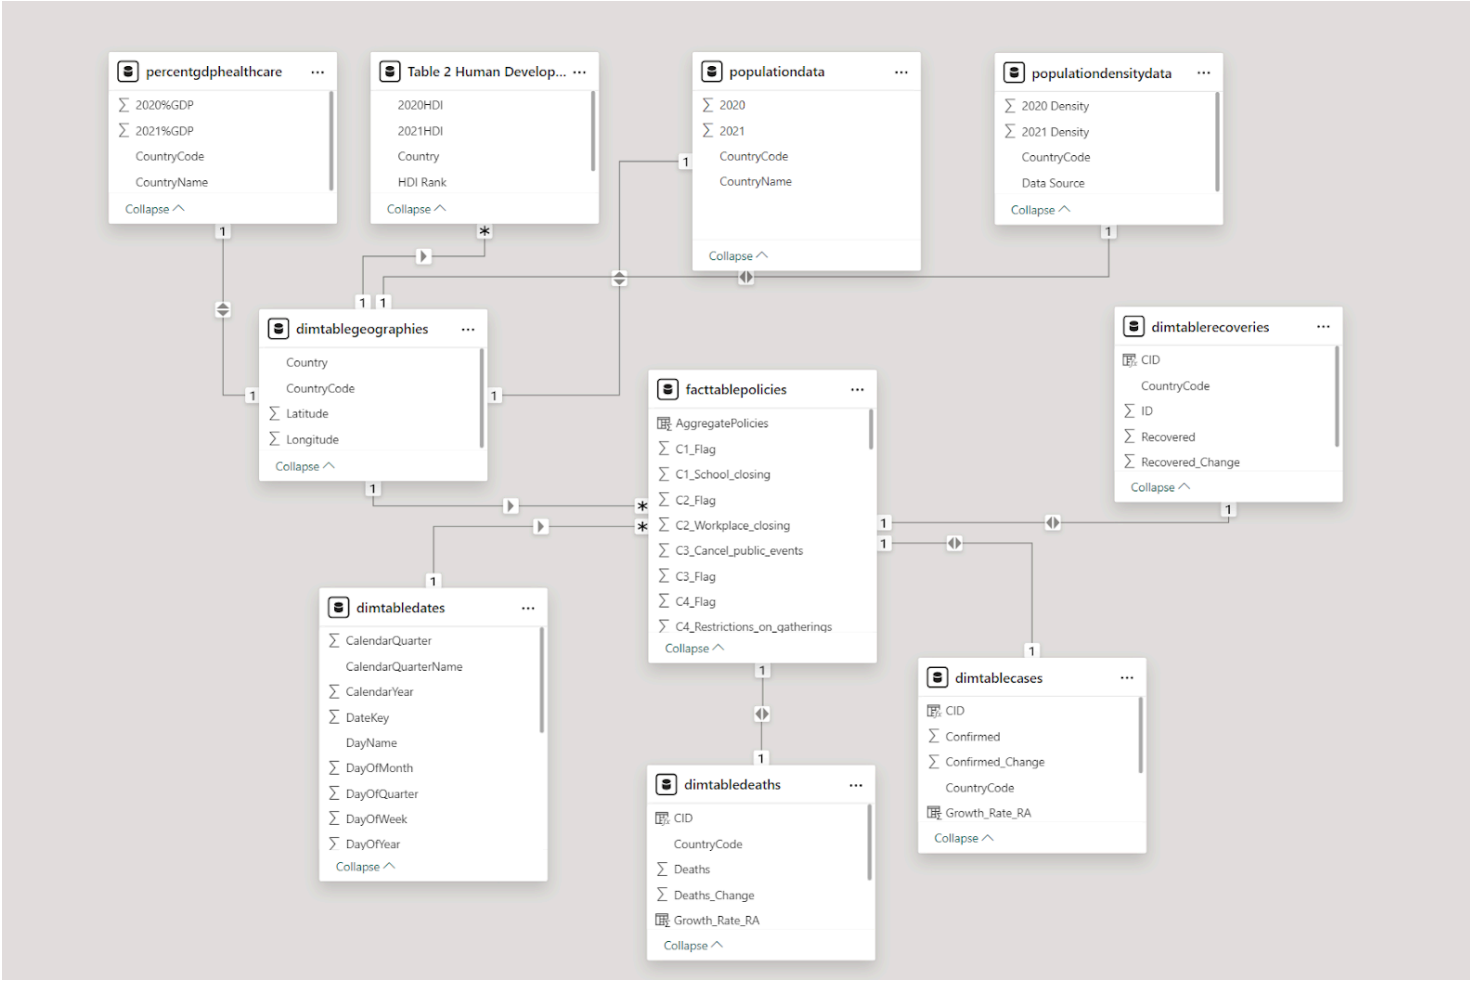 percentgdphealthcare ...
2020%GDP
2021%GDP
CountryCode
CountryName
Collapse
1
Table 2 Human Develop... ...
2020HDI
2021HDI
Country
HDI Rank
Collapse
*
populationdata ...
2020
2021
CountryCode
CountryName
Collapse
1
populationdensitydata ...
2020 Density
2021 Density
CountryCode
Data Source
Collapse
1
1 1
dimtablegeographies ...
Country
CountryCode
Latitude
Longitude
Collapse
1
1
1
facttablepolicies ...
AggregatePolicies
C1_Flag
C1_School_closing
C2_Flag
C2_Workplace_closing
C3_Cancel_public_events
C3_Flag
C4_Flag
C4_Restrictions_on_gatherings
Collapse
*
*
1
1
1
dimtablerecoveries ...
CID
CountryCode
ID
Recovered
Recovered_Change
Collapse
1
1
dimtabledates ...
CalendarQuarter
CalendarQuarterName
CalendarYear
DateKey
DayName
DayOfMonth
DayOfQuarter
DayOfWeek
DayOfYear
Collapse
1
dimtabledeaths ...
CID
CountryCode
Deaths
Deaths_Change
Growth_Rate_RA
Collapse
1
dimtablecases ...
CID
Confirmed
Confirmed_Change
CountryCode
Growth_Rate_RA
Collapse